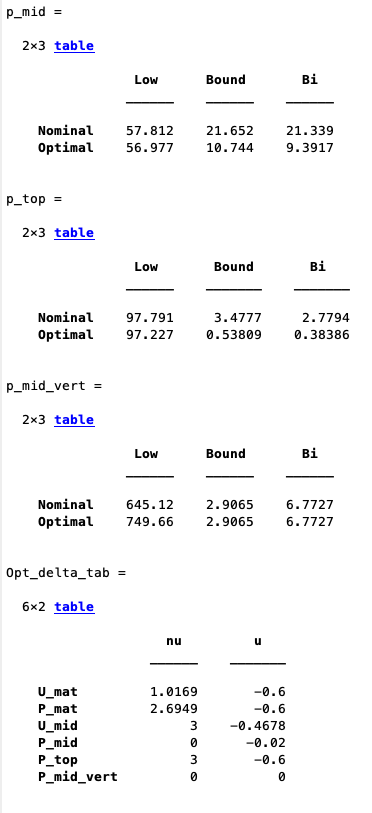 p_mid =
2×3 table
Low Bound Bi
Nominal 57.812 21.652 21.339
Optimal 56.977 10.744 9.3917
p_top =
2×3 table
Low Bound Bi
Nominal 97.791 3.4777 2.7794
Optimal 97.227 0.53809 0.38386
p_mid_vert =
2×3 table
Low Bound Bi
Nominal 645.12 2.9065 6.7727
Optimal 749.66 2.9065 6.7727
Opt_delta_tab =
6×2 table
nu u
U_mat 1.0169 -0.6
P_mat 2.6949 -0.6
U_mid 3 -0.4678
P_mid 0 -0.02
P_top 3 -0.6
P_mid_vert 0 0